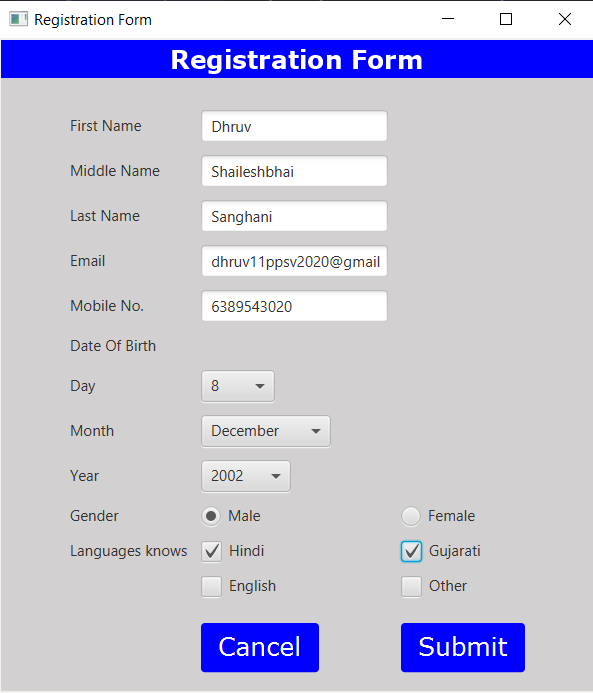 Registration Form
Registration Form
First Name Dhruv
Middle Name Shaileshbhai
Last Name Sanghani
Email dhruv11ppsv2020@gmail
Mobile No. 6389543020
Date Of Birth
Day 8
Month December
Year 2002
Gender Male Female
Languages knows Hindi Gujarati
English Other
Cancel Submit